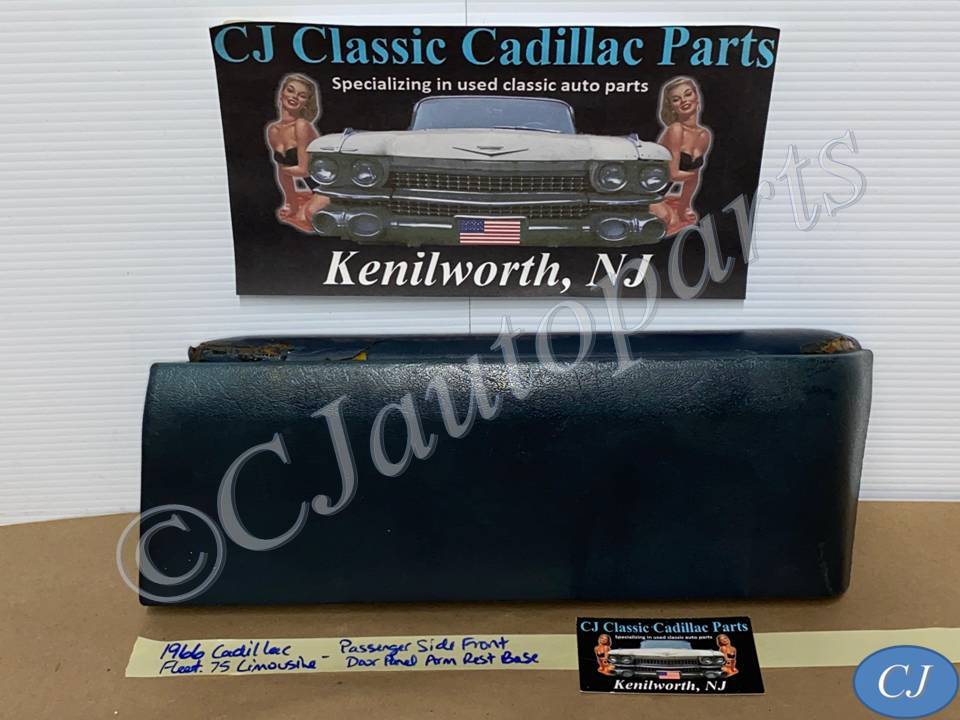 CJ Classic Cadillac Parts
Specializing in used classic auto parts
Kenilworth, NJ
©CJautoparts
1966 Cadillac - Passenger Side Front
Fleet. 75 Limousine Door Panel Arm Rest Base
CJ Classic Cadillac Parts
Specializing in used classic auto parts
Kenilworth, NJ
CJ